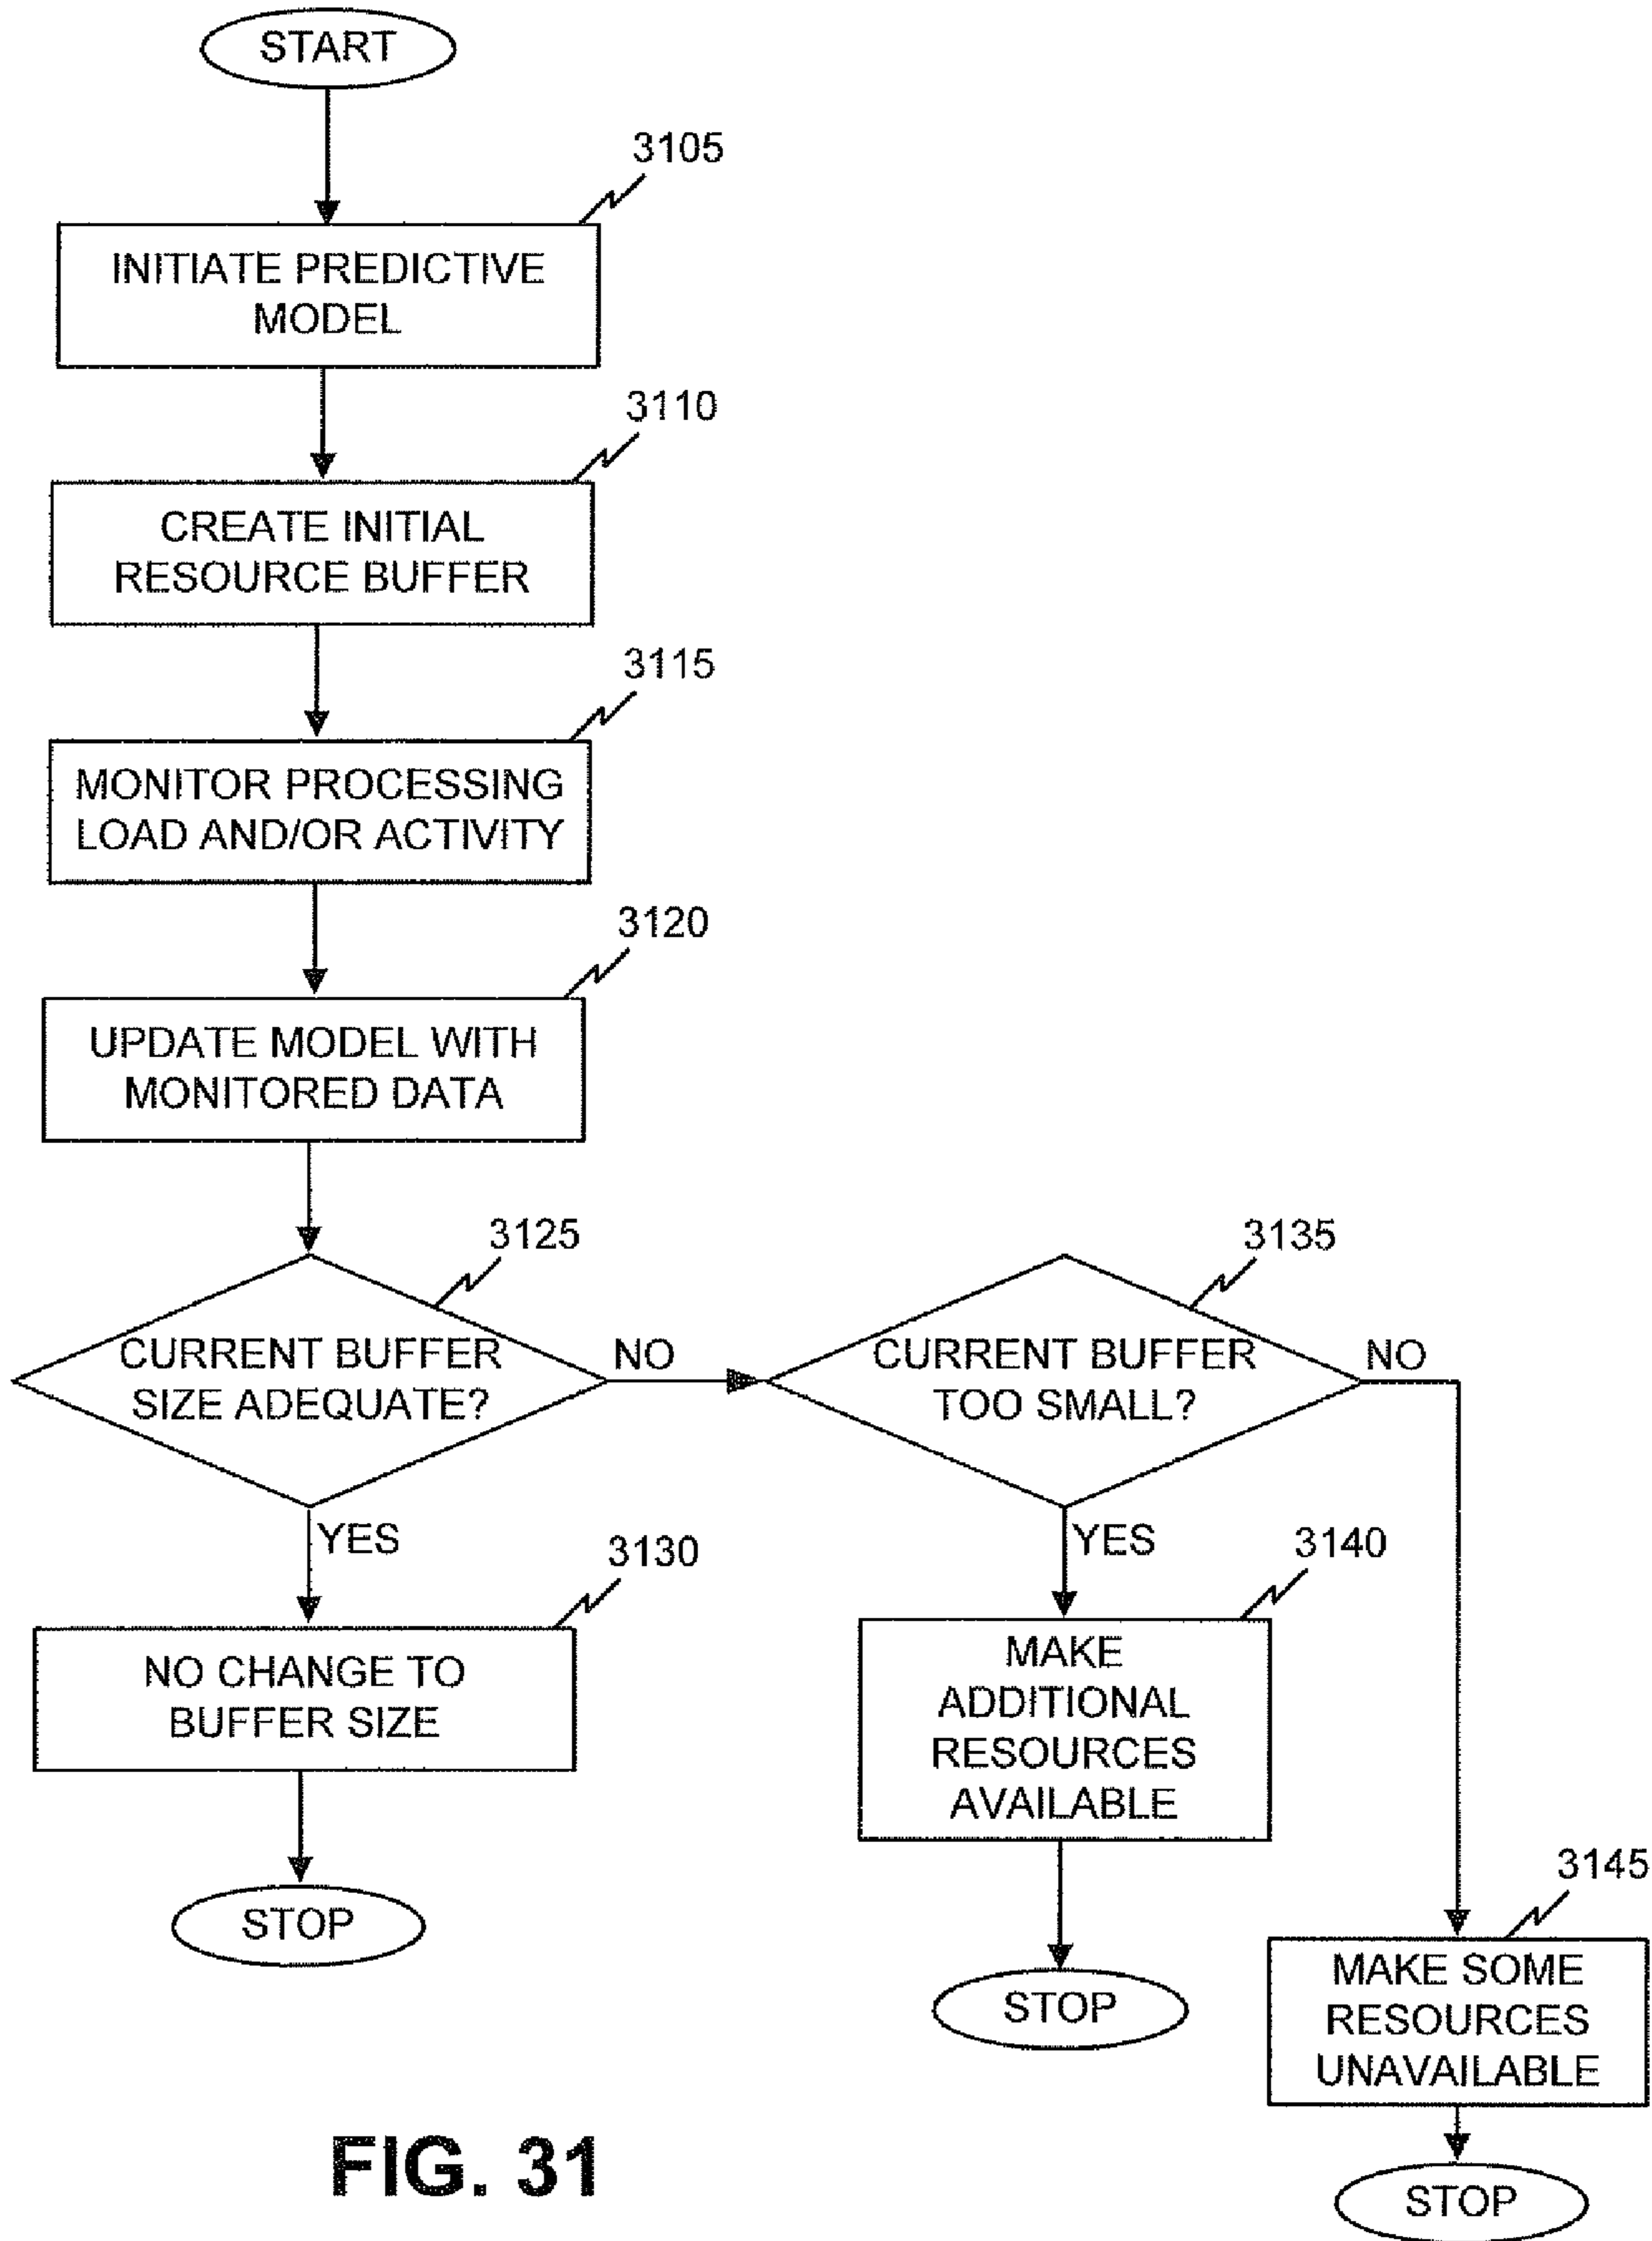 START
3105
INITIATE PREDICTIVE
MODEL
3110
CREATE INITIAL
RESOURCE BUFFER
3115
MONITOR PROCESSING
LOAD AND/OR ACTIVITY
3120
UPDATE MODEL WITH
MONITORED DATA
3125
CURRENT BUFFER
SIZE ADEQUATE?
NO
YES
3130
NO CHANGE TO
BUFFER SIZE
STOP
3135
CURRENT BUFFER
TOO SMALL?
NO
YES
3140
MAKE
ADDITIONAL
RESOURCES
AVAILABLE
STOP
3145
MAKE SOME
RESOURCES
UNAVAILABLE
STOP
FIG. 31